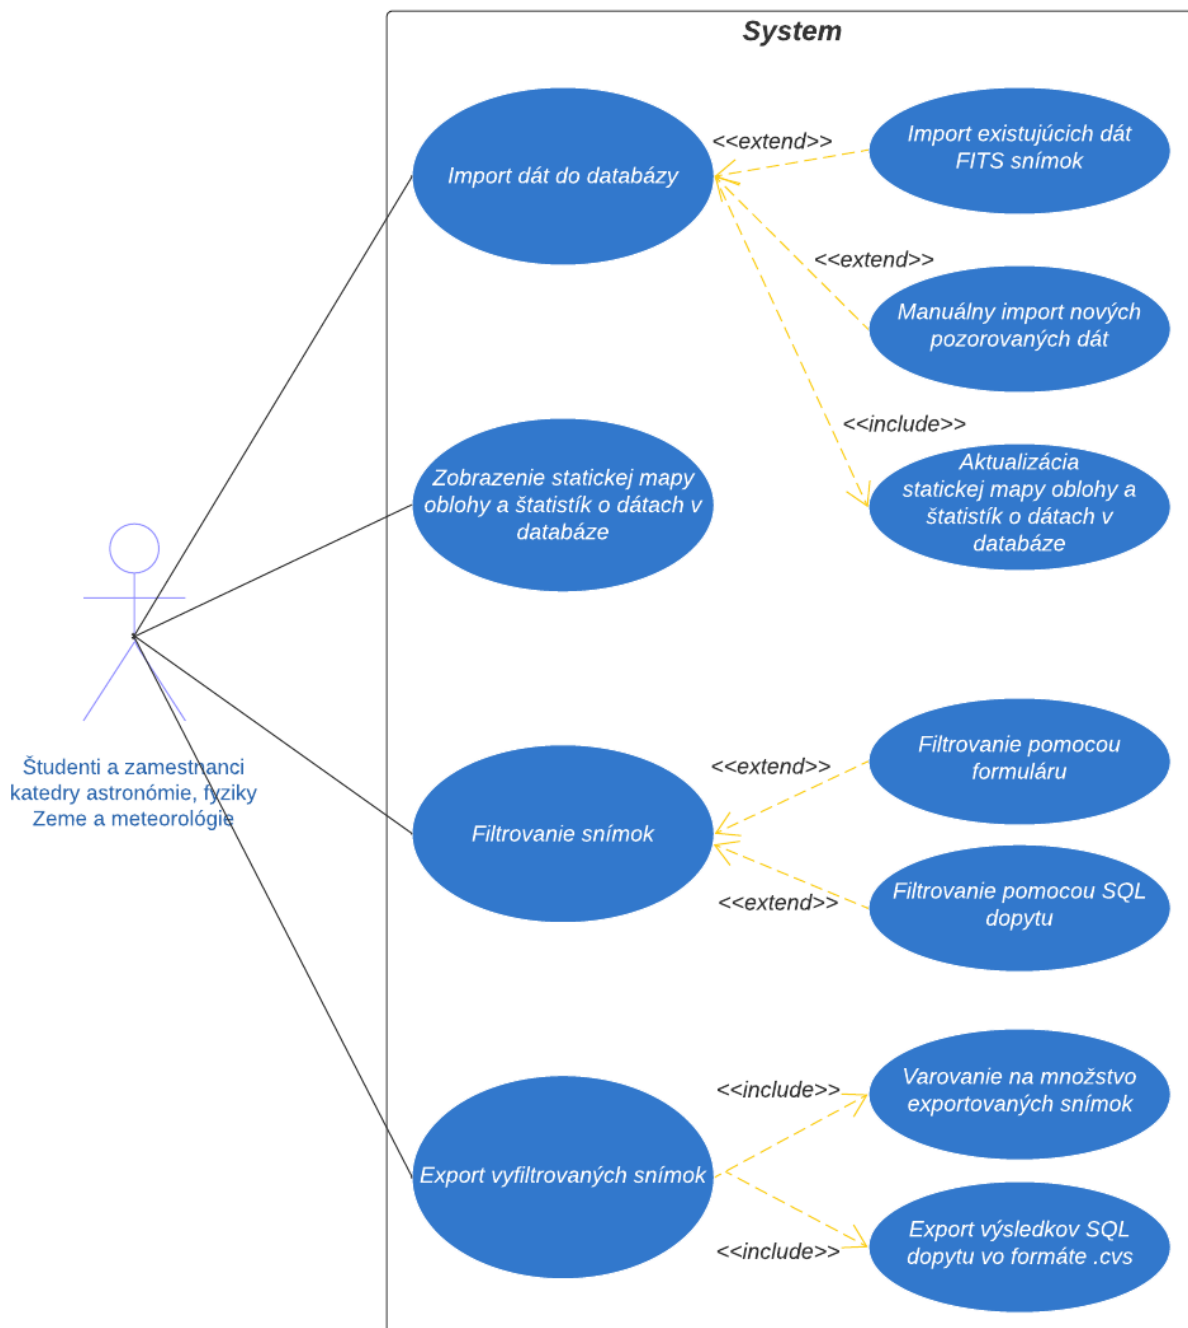 System
Import dát do databázy
<<extend>>
Import existujúcich dát
FITS snímok
<<extend>>
Manuálny import nových
pozorovaných dát
<<include>>
Aktualizácia
statickej mapy oblohy a
štatistík o dátach v
databáze
Zobrazenie statickej mapy
oblohy a štatistík o dátach v
databáze
Študenti a zamestnanci
katedry astronómie, fyziky
Zeme a meteorológie
Filtrovanie snímok
<<extend>>
Filtrovanie pomocou
formuláru
<<extend>>
Filtrovanie pomocou SQL
dopytu
Export vyfiltrovaných snímok
<<include>>
Varovanie na množstvo
exportovaných snímok
<<include>>
Export výsledkov SQL
dopytu vo formáte .cvs